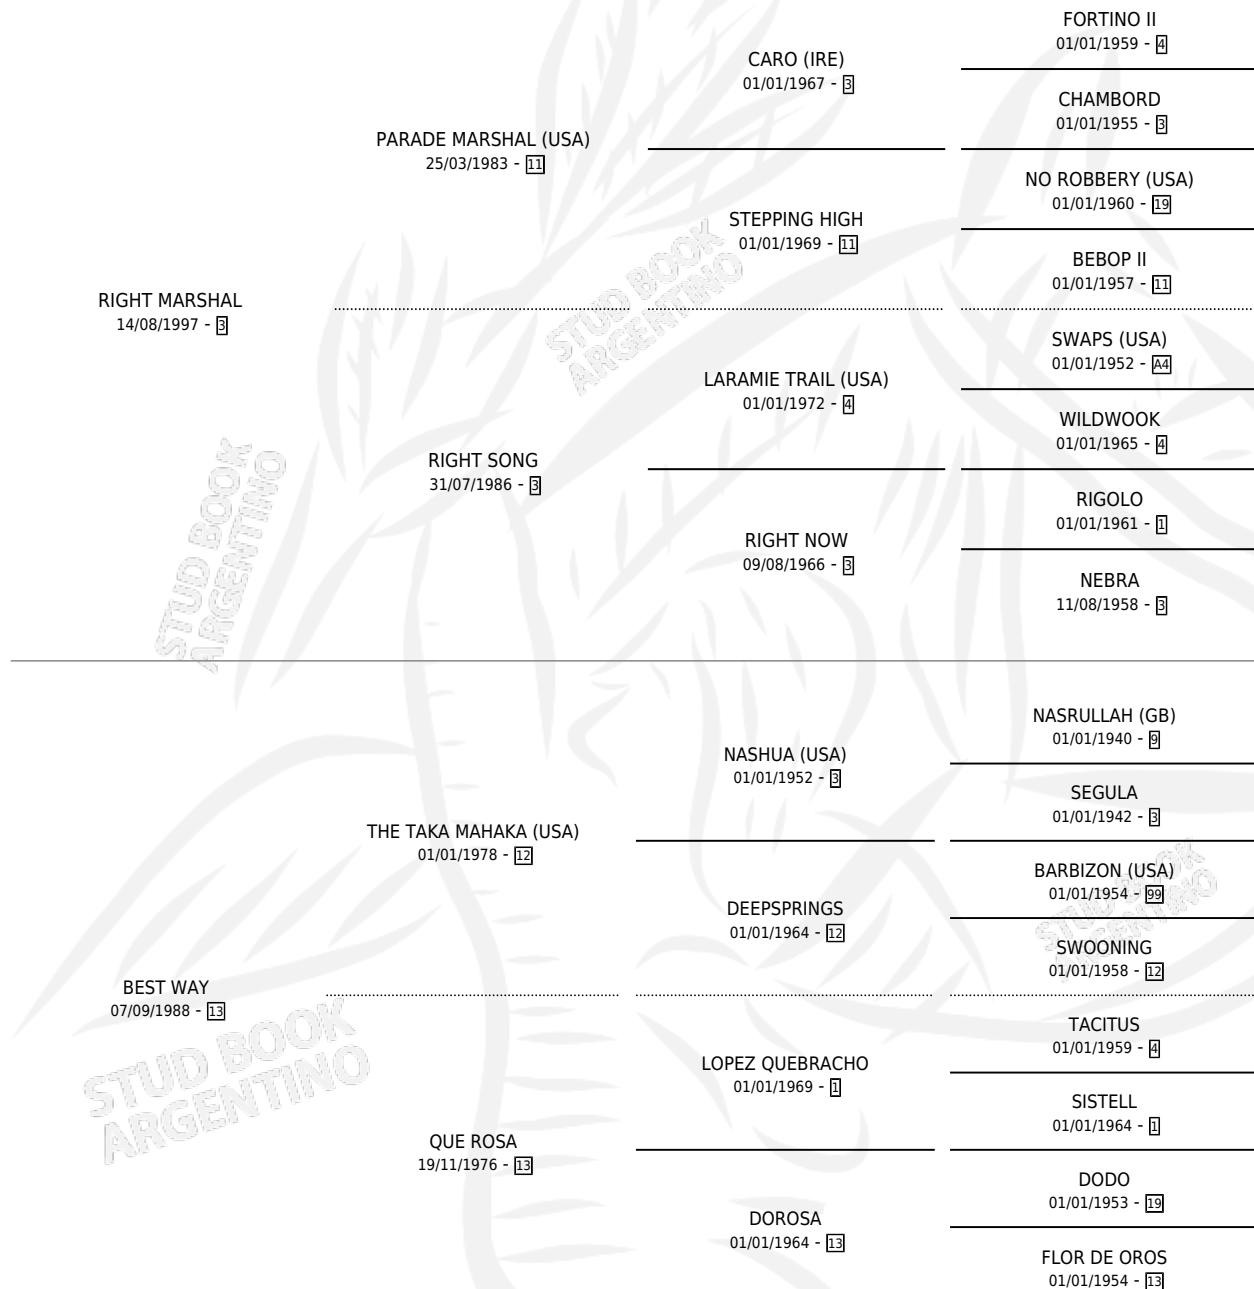 FORTINO II
01/01/1959 - 4
CARO (IRE)
01/01/1967 - 3
CHAMBORD
01/01/1955 - 3
PARADE MARSHAL (USA)
25/03/1983 - 11
NO ROBBERY (USA)
01/01/1960 - 19
STEPPING HIGH
01/01/1969 - 11
BEBOP II
01/01/1957 - 11
RIGHT MARSHAL
14/08/1997 - 3
STUD BOOK
ARGENTINO
SWAPS (USA)
01/01/1952 - A4
LARAMIE TRAIL (USA)
01/01/1972 - 4
WILDWOOK
01/01/1965 - 4
RIGHT SONG
31/07/1986 - 3
RIGOLO
01/01/1961 - 1
RIGHT NOW
09/08/1966 - 3
NEBRA
11/08/1958 - 3
STUD BOOK
ARGENTINO
NASRULLAH (GB)
01/01/1940 - 9
NASHUA (USA)
01/01/1952 - 3
SEGULA
01/01/1942 - 3
THE TAKA MAHAKA (USA)
01/01/1978 - 12
BARBIZON (USA)
01/01/1954 - 99
DEEPSPRINGS
01/01/1964 - 12
STUD BOOK
ARGENTINO
SWOONING
01/01/1958 - 12
BEST WAY
07/09/1988 - 13
TACITUS
01/01/1959 - 4
LOPEZ QUEBRACHO
01/01/1969 - 1
STUD BOOK
ARGENTINO
SISTELL
01/01/1964 - 1
QUE ROSA
19/11/1976 - 13
DODO
01/01/1953 - 19
DOROSA
01/01/1964 - 13
FLOR DE OROS
01/01/1954 - 13